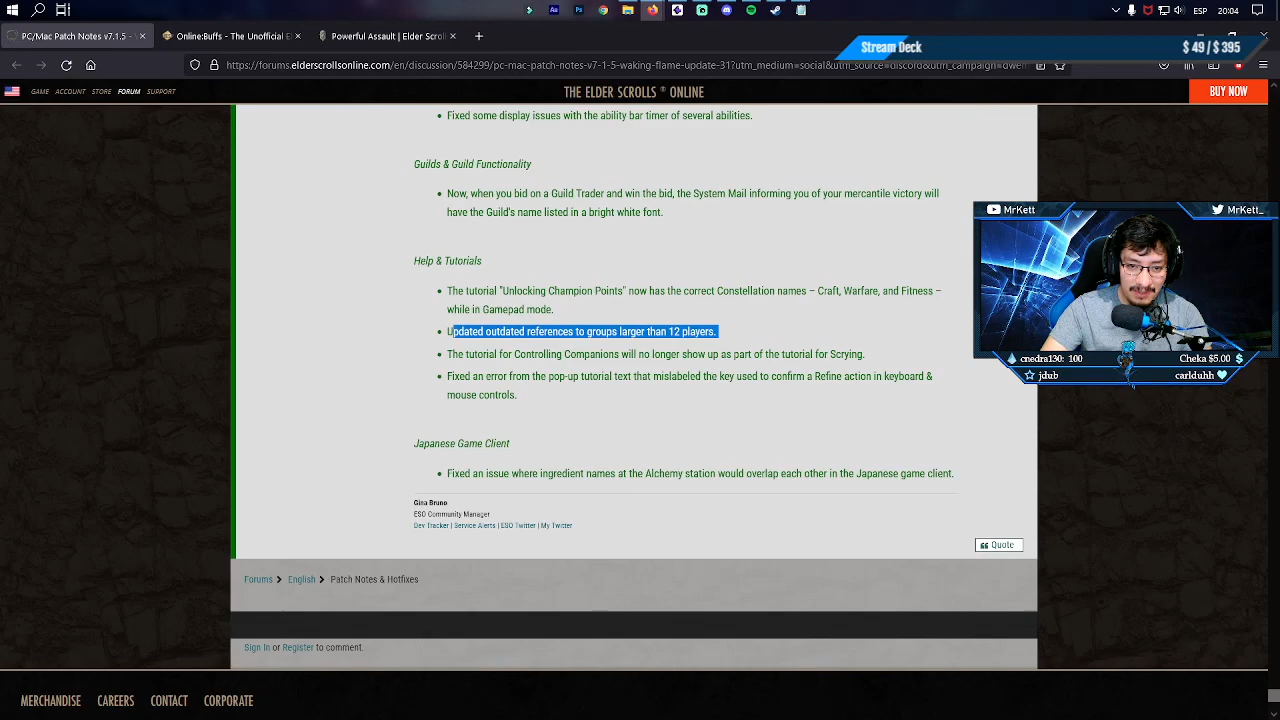 20:04
PC/Mac Patch Notes v7.1.5 -
Online:Buffs - The Unofficial El
Powerful Assault | Elder Scroll
Stream Deck
$ 49 / $ 395
https://forums.elderscrollsonline.com/en/discussion/584299/pc-mac-patch-notes-v7-1-5-waking-flame-update-31?utm_medium=social&utm_source=discord&utm_campaign=dwem
GAME ACCOUNT STORE FORUM SUPPORT
THE ELDER SCROLLS ® ONLINE
BUY NOW
Fixed some display issues with the ability bar timer of several abilities.
Guilds & Guild Functionality
Now, when you bid on a Guild Trader and win the bid, the System Mail informing you of your mercantile victory will
have the Guild's name listed in a bright white font.
MrKett
MrKett_
Help & Tutorials
The tutorial "Unlocking Champion Points" now has the correct Constellation names – Craft, Warfare, and Fitness –
while in Gamepad mode.
Updated outdated references to groups larger than 12 players.
The tutorial for Controlling Companions will no longer show up as part of the tutorial for Scrying.
Fixed an error from the pop-up tutorial text that mislabeled the key used to confirm a Refine action in keyboard &
mouse controls.
cnedra130: 100
Cheka $5.00
jdub
carlduhh
Japanese Game Client
Fixed an issue where ingredient names at the Alchemy station would overlap each other in the Japanese game client.
Gina Bruno
ESO Community Manager
Dev Tracker | Service Alerts | ESO Twitter | My Twitter
Quote
Forums > English > Patch Notes & Hotfixes
Sign In or Register to comment.
MERCHANDISE CAREERS CONTACT CORPORATE